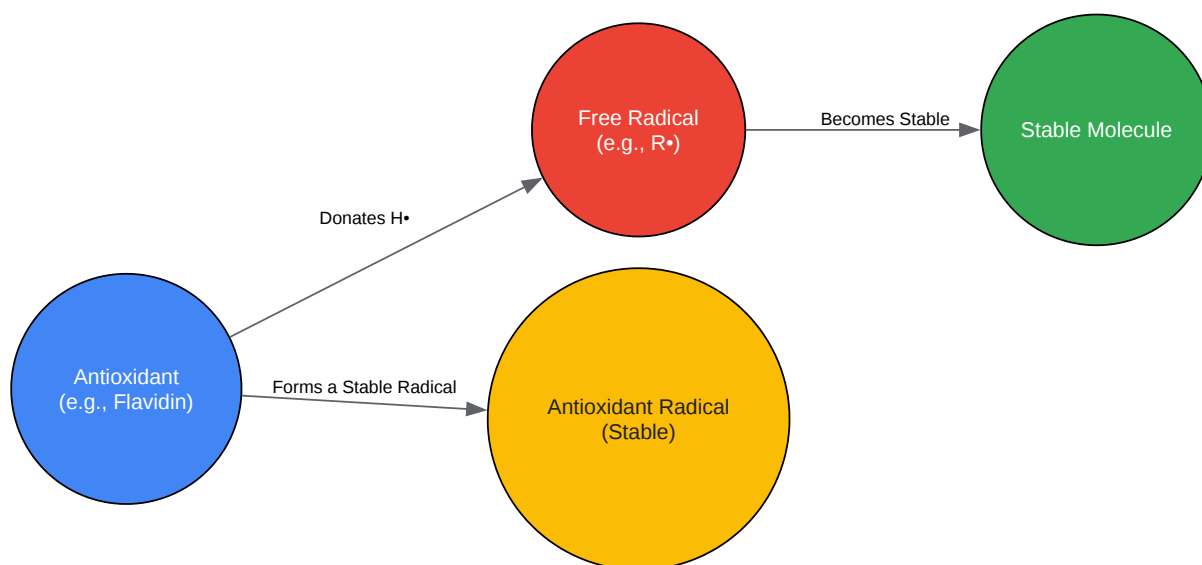 Free Radical
(e.g., R•)
Becomes Stable
Stable Molecule
Donates H•
Antioxidant
(e.g., Flavidin)
Forms a Stable Radical
Antioxidant Radical
(Stable)